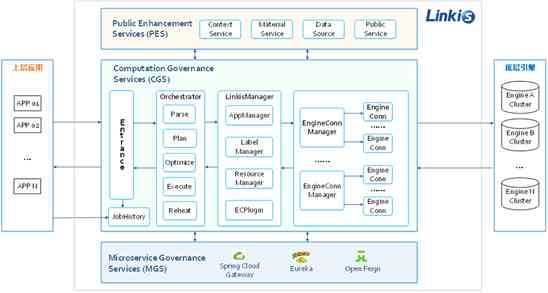 Public Enhancement
Services (PES)
Context
Service
Material
Service
Data
Source
Public
Service
Linkis
上层应用
APP 01
APP 02
...
APP N
Computation Governance
Services (CGS)
Entrance
JobHistory
Orchestrator
Parse
Plan
Optimize
Execute
Reheat
LinkisManager
AppManager
Label
Manager
Resource
Manager
ECPlugin
EngineConn
Manager
Engine
Conn
......
Engine
Conn
......
EngineConn
Manager
Engine
Conn
......
Engine
Conn
底层引擎
Engine A
Cluster
Engine B
Cluster
...
Engine N
Cluster
Microservice Governance
Services (MGS)
Spring Cloud
Gateway
Eureka
Open Feign